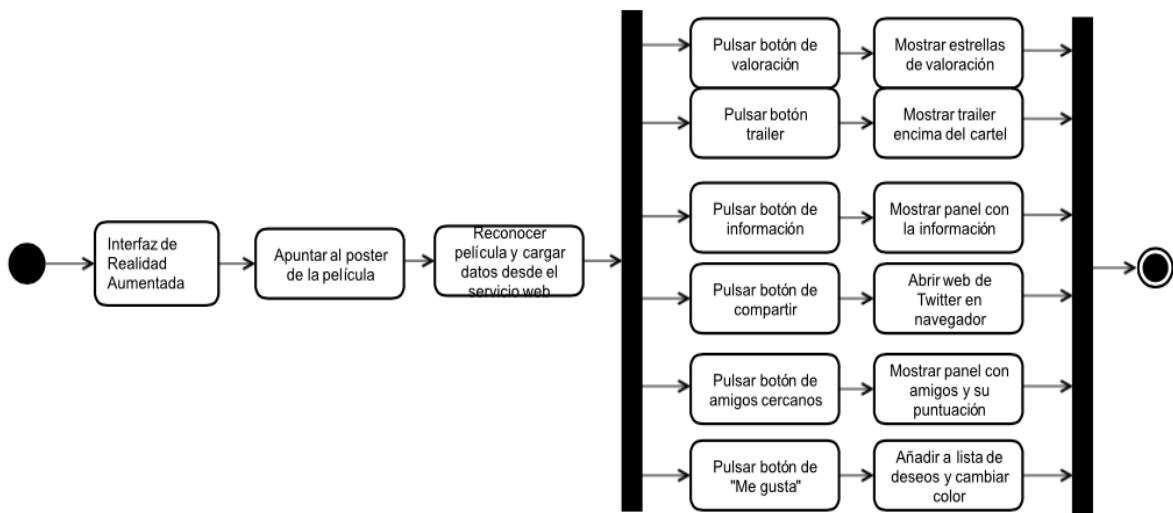 Interfaz de
Realidad
Aumentada
Apuntar al poster
de la película
Reconocer
película y cargar
datos desde el
servicio web
Pulsar botón de
valoración
Mostrar estrellas
de valoración
Pulsar botón
trailer
Mostrar trailer
encima del cartel
Pulsar botón de
información
Mostrar panel con
la información
Pulsar botón de
compartir
Abrir web de
Twitter en
navegador
Pulsar botón de
amigos cercanos
Mostrar panel con
amigos y su
puntuación
Pulsar botón de
"Me gusta"
Añadir a lista de
deseos y cambiar
color